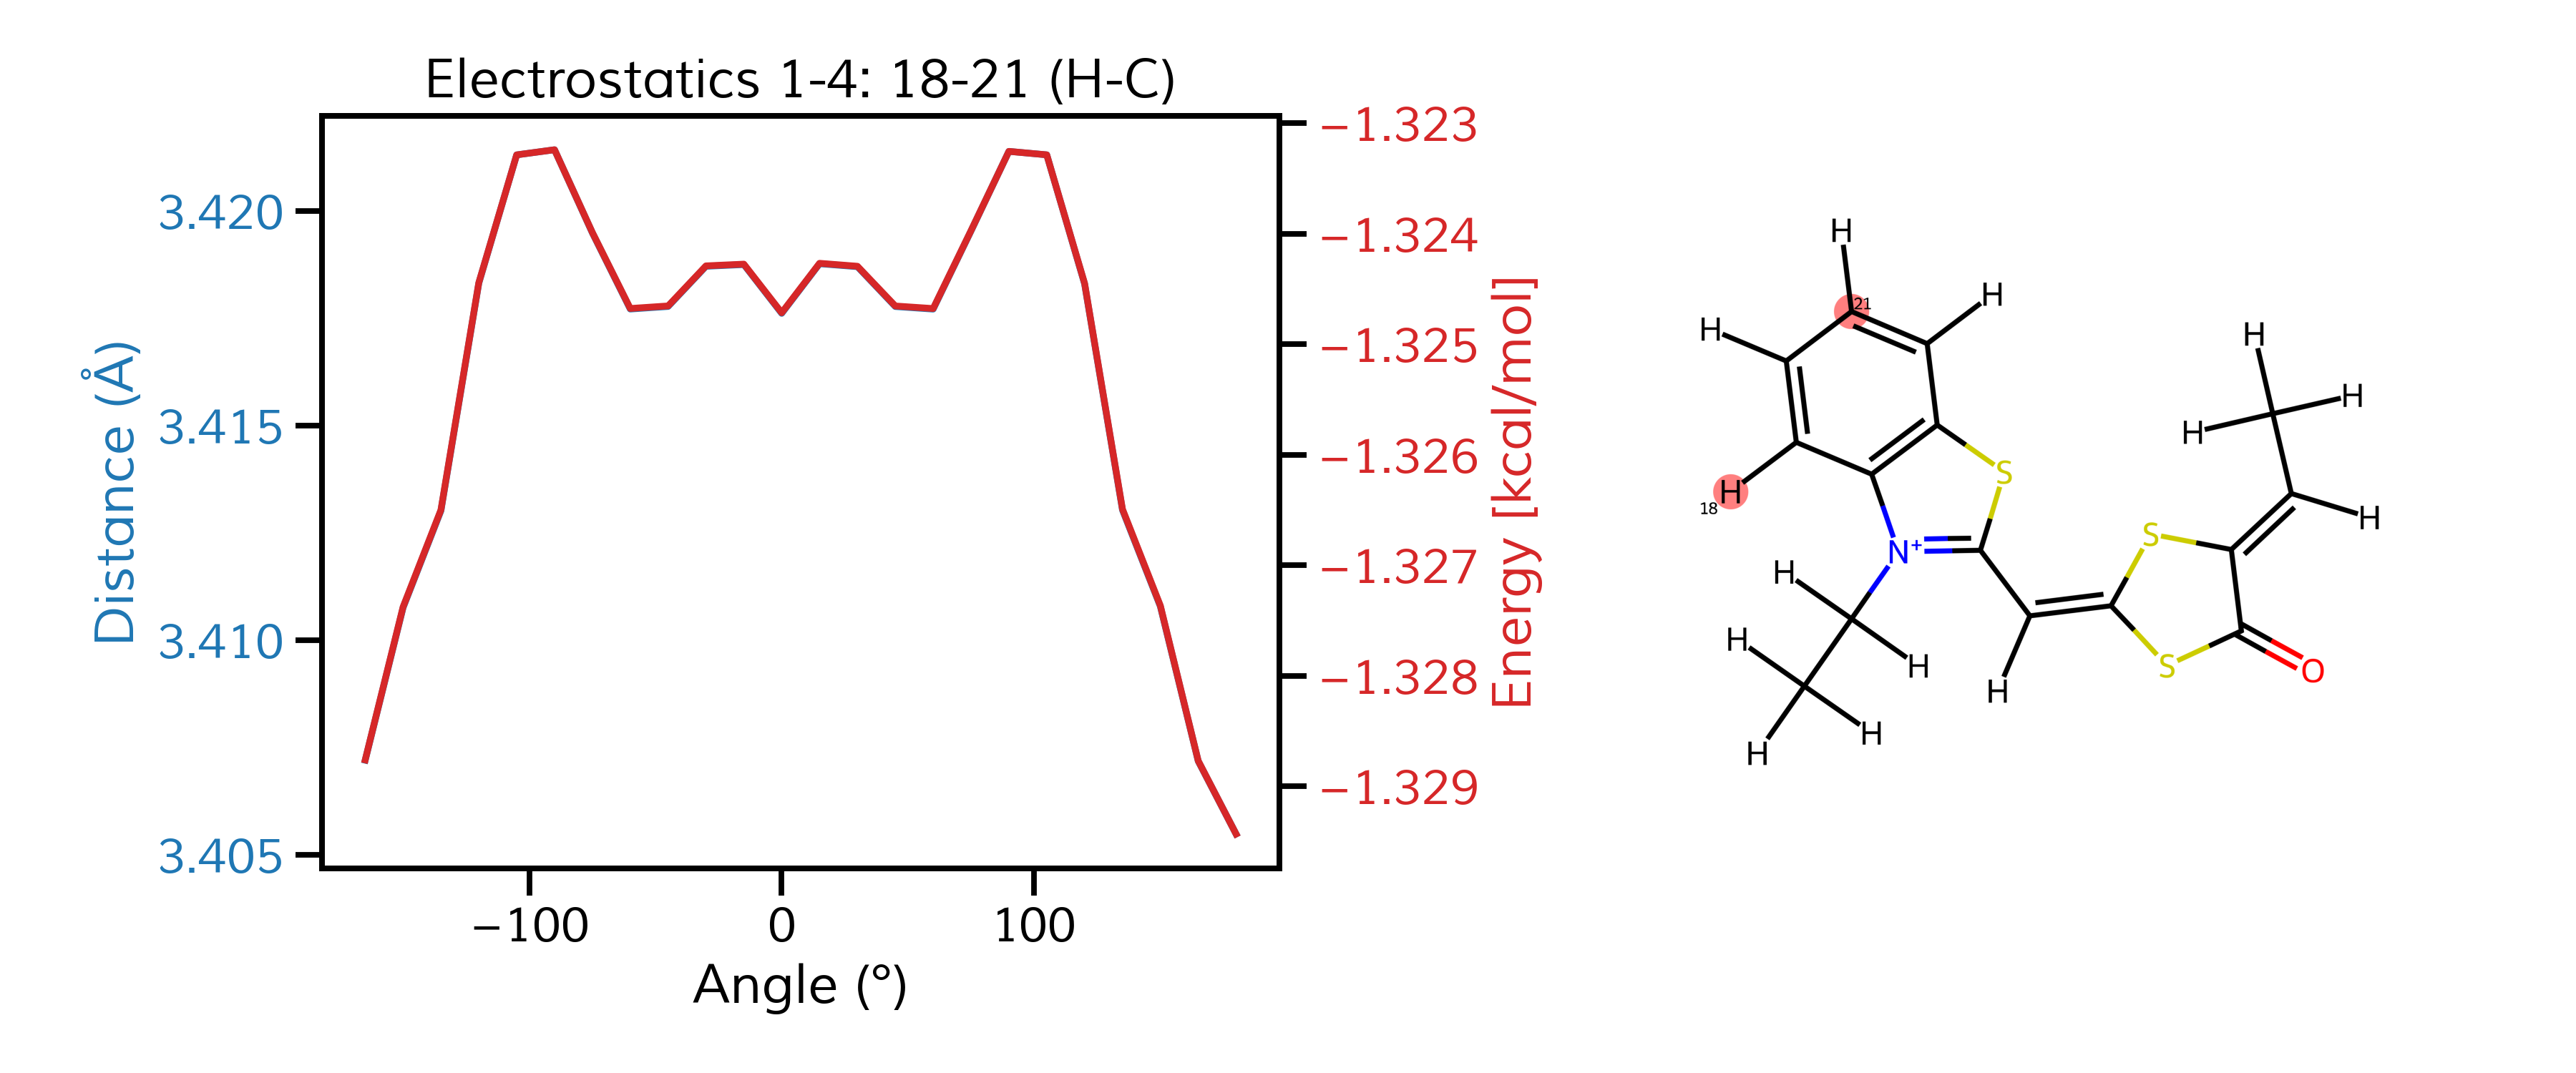 Electrostatics 1-4: 18-21 (H-C)
Distance (Å)
3.420
3.415
3.410
3.405
−100
0
100
Angle (°)
−1.323
−1.324
−1.325
−1.326
−1.327
−1.328
−1.329
Energy [kcal/mol]
H
21
H
H
H
18
S
N+
H
H
H
H
H
H
S
S
O
H
H
H
H